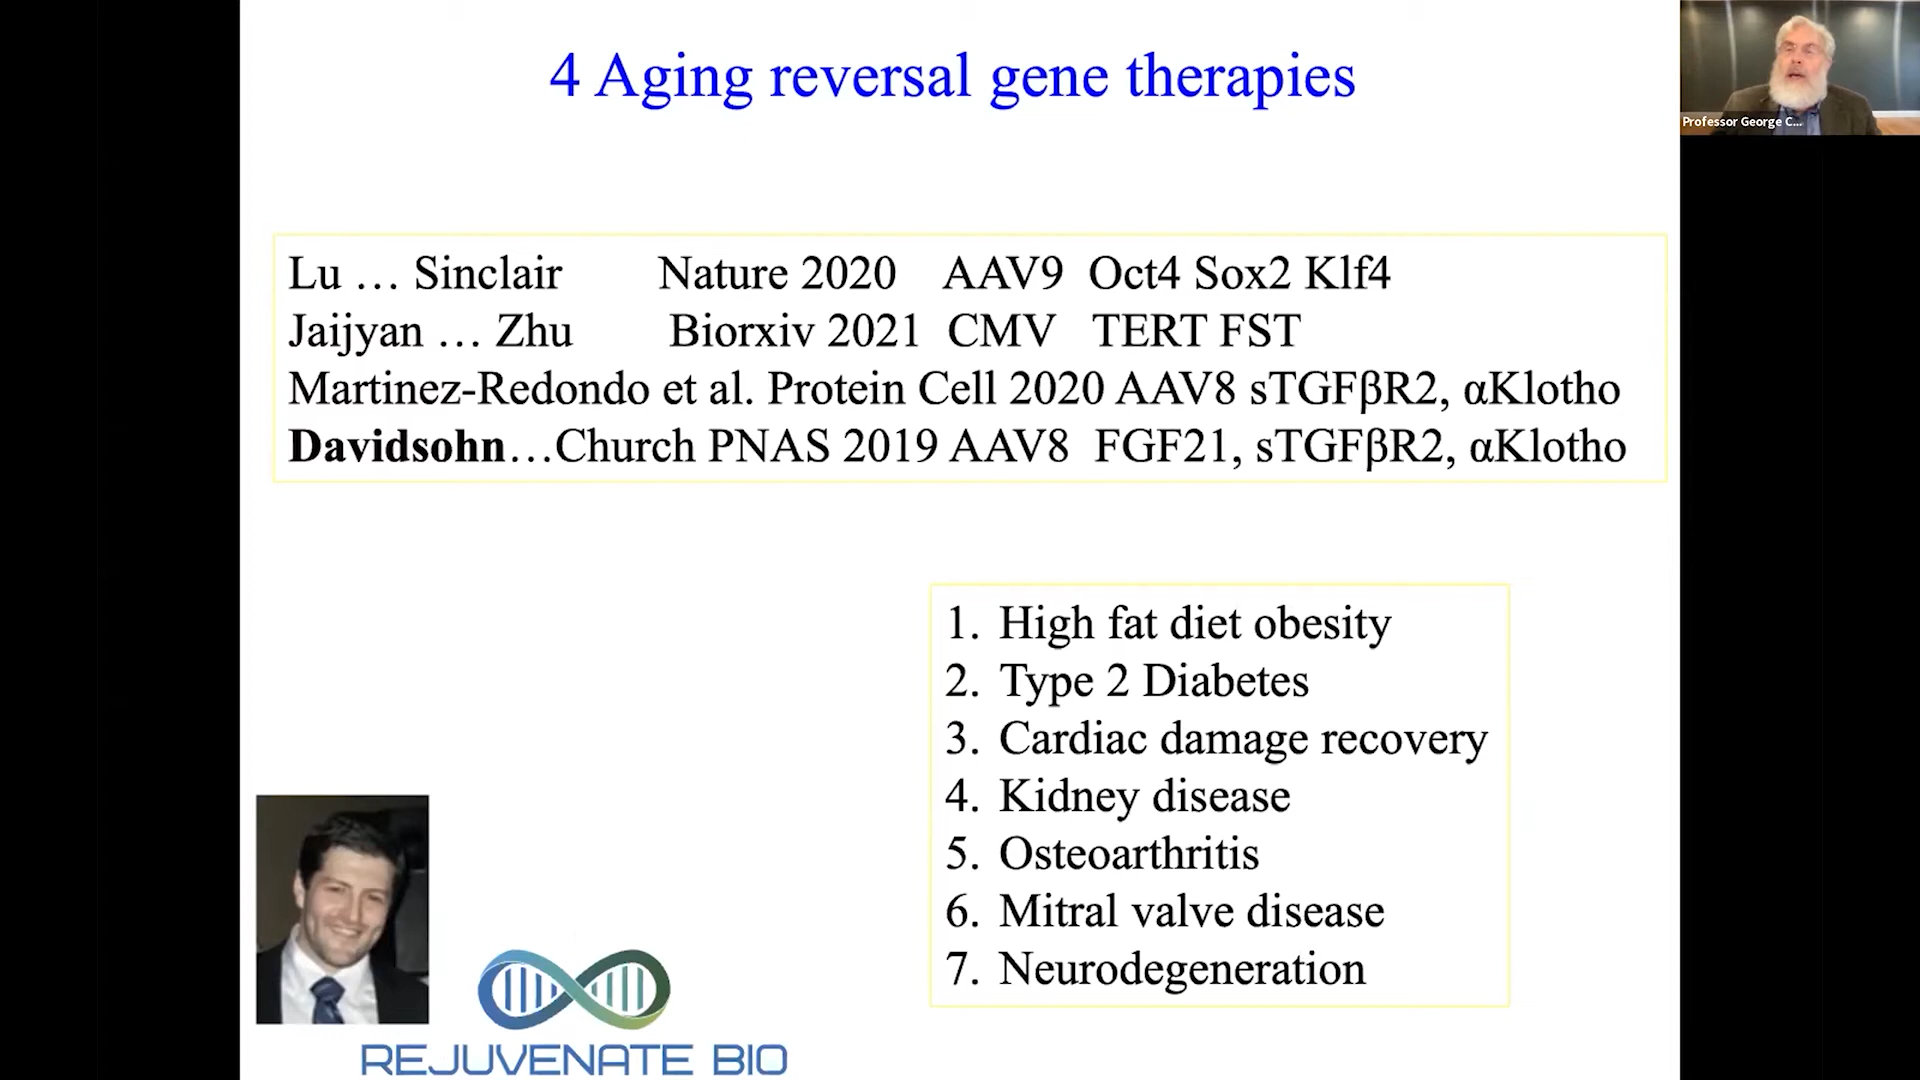 4 Aging reversal gene therapies
Professor George C...
Lu … Sinclair Nature 2020 AAV9 Oct4 Sox2 Klf4
Jaijyan … Zhu Biorxiv 2021 CMV TERT FST
Martinez-Redondo et al. Protein Cell 2020 AAV8 sTGFβR2, αKlotho
Davidsohn…Church PNAS 2019 AAV8 FGF21, sTGFβR2, αKlotho
1. High fat diet obesity
2. Type 2 Diabetes
3. Cardiac damage recovery
4. Kidney disease
5. Osteoarthritis
6. Mitral valve disease
7. Neurodegeneration
REJUVENATE BIO